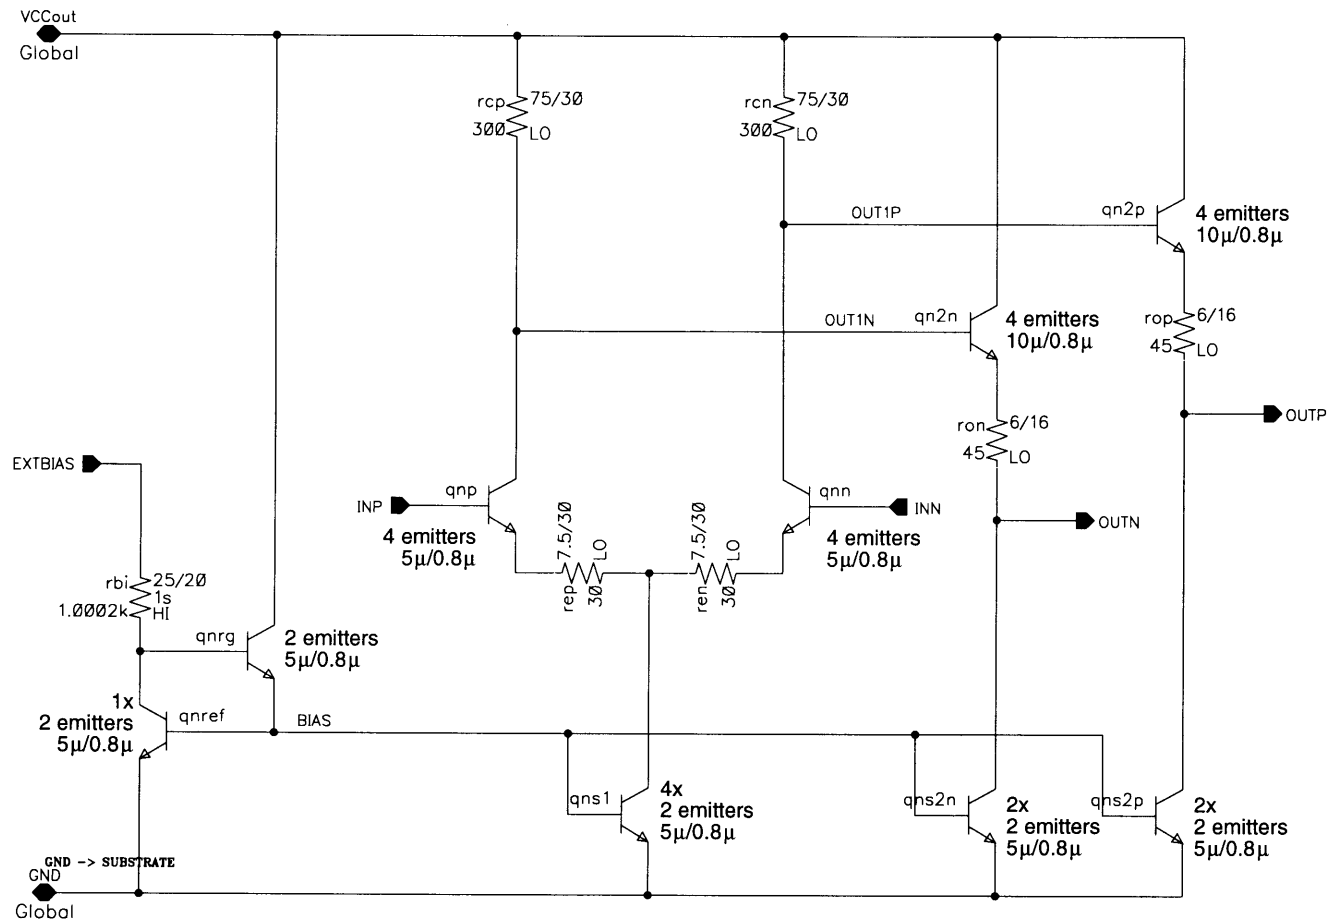 VCCout
Global
rcp 75/30
300 LO
rcn 75/30
300 LO
OUT1P
qn2p
4 emitters
10µ/0.8µ
OUT1N
qn2n
4 emitters
10µ/0.8µ
rop 6/16
45 LO
OUTP
ron 6/16
45 LO
EXTBIAS
INP
qnp
4 emitters
5µ/0.8µ
7.5/30
LO
rep
30
7.5/30
LO
ren
30
qnn
INN
4 emitters
5µ/0.8µ
OUTN
rbi 25/20
1s
1.0002k HI
qnrg
2 emitters
5µ/0.8µ
1x
2 emitters
5µ/0.8µ
qnref
BIAS
qns1
4x
2 emitters
5µ/0.8µ
qns2n
2x
2 emitters
5µ/0.8µ
qns2p
2x
2 emitters
5µ/0.8µ
GND -> SUBSTRATE
GND
Global